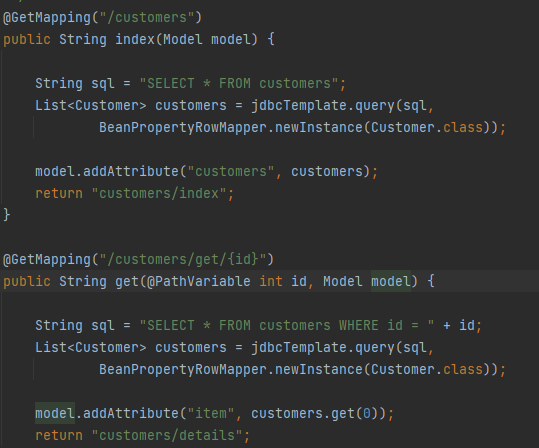 @GetMapping("/customers")
public String index(Model model) {
String sql = "SELECT * FROM customers";
List<Customer> customers = jdbcTemplate.query(sql,
BeanPropertyRowMapper.newInstance(Customer.class));
model.addAttribute("customers", customers);
return "customers/index";
}
@GetMapping("/customers/get/{id}")
public String get(@PathVariable int id, Model model) {
String sql = "SELECT * FROM customers WHERE id = " + id;
List<Customer> customers = jdbcTemplate.query(sql,
BeanPropertyRowMapper.newInstance(Customer.class));
model.addAttribute("item", customers.get(0));
return "customers/details";